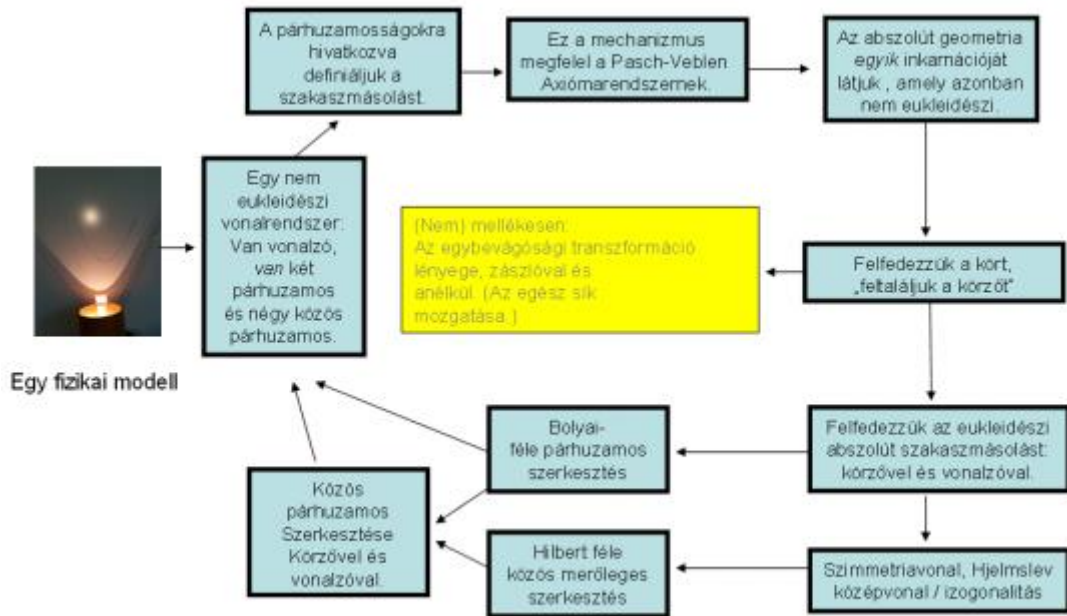 A párhuzamosságokra
hivatkozva
definiáljuk a
szakaszmásolást.
Ez a mechanizmus
megfelel a Pasch-Veblen
Axiómarendszernek.
Az abszolút geometria
egyik inkarnációját
látjuk , amely azonban
nem eukleidészi.
Egy nem
eukleidészi
vonalrendszer:
Van vonalzó,
van két
párhuzamos
és négy közös
párhuzamos.
(Nem) mellékesen:
Az egybevágósági transzformáció
lényege, zászlóval és
anélkül. (Az egész sík
mozgatása.)
Felfedezzük a kört,
„feltaláljuk a körzőt"
Egy fizikai modell
Bolyai-
féle párhuzamos
szerkesztés
Felfedezzük az eukleidészi
abszolút szakaszmásolást:
körzővel és vonalzóval.
Közös
párhuzamos
Szerkesztése
Körzővel és
vonalzóval.
Hilbert féle
közös merőleges
szerkesztés
Szimmetriavonal, Hjelmslev
középvonal / izogonalitás